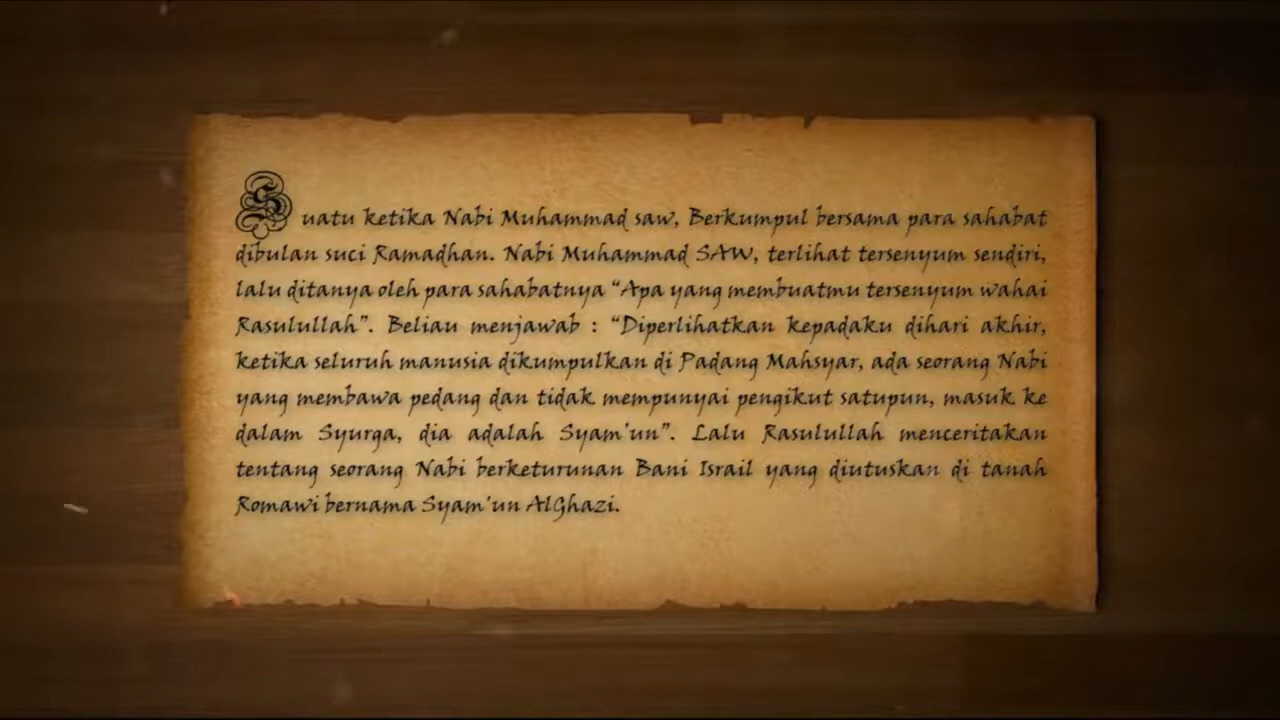 Suatu ketika Nabi Muhammad saw, Berkumpul bersama para sahabat
dibulan suci Ramadhan. Nabi Muhammad SAW, terlihat tersenyum sendiri,
lalu ditanya oleh para sahabatnya "Apa yang membuatmu tersenyum wahai
Rasulullah". Beliau menjawab : "Diperlihatkan kepadaku dihari akhir,
ketika seluruh manusia dikumpulkan di Padang Mahsyar, ada seorang Nabi
yang membawa pedang dan tidak mempunyai pengikut satupun, masuk ke
dalam Syurga, dia adalah Syam'un". Lalu Rasulullah menceritakan
tentang seorang Nabi berketurunan Bani Israil yang diutuskan di tanah
Romawi bernama Syam'un AlGhazi.